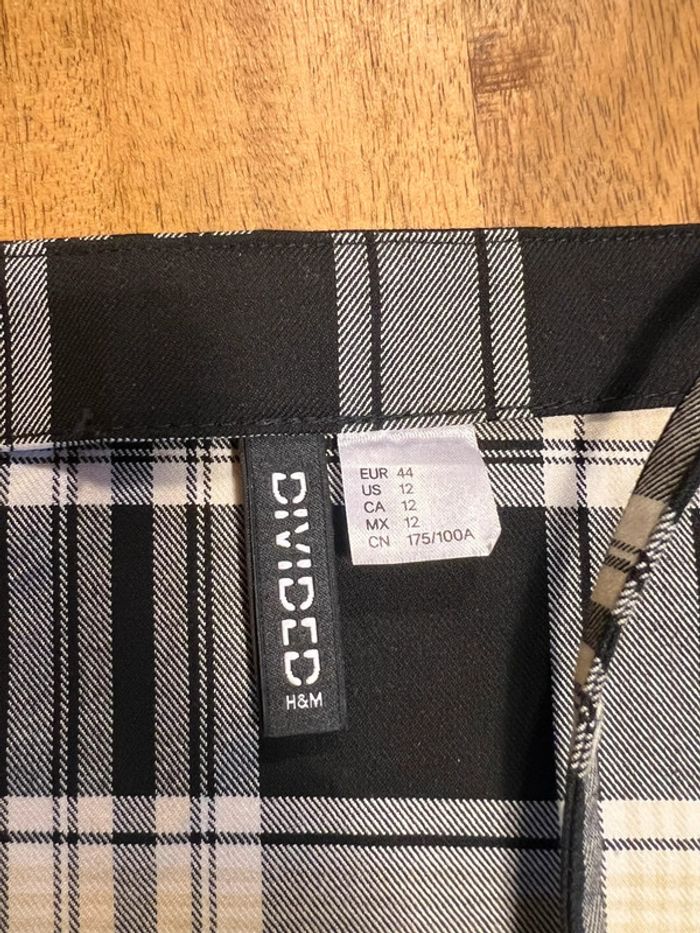 DIVIDED
H&M
EUR 44
US 12
CA 12
MX 12
CN 175/100A